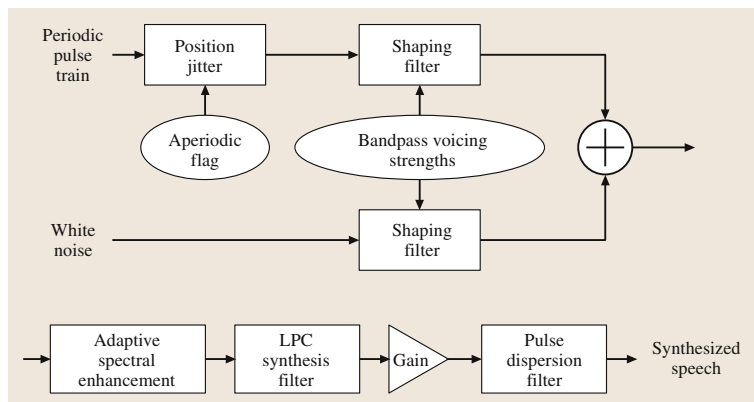 Periodic
pulse
train
Position
jitter
Shaping
filter
Aperiodic
flag
Bandpass voicing
strengths
White
noise
Shaping
filter
Adaptive
spectral
enhancement
LPC
synthesis
filter
Gain
Pulse
dispersion
filter
Synthesized
speech